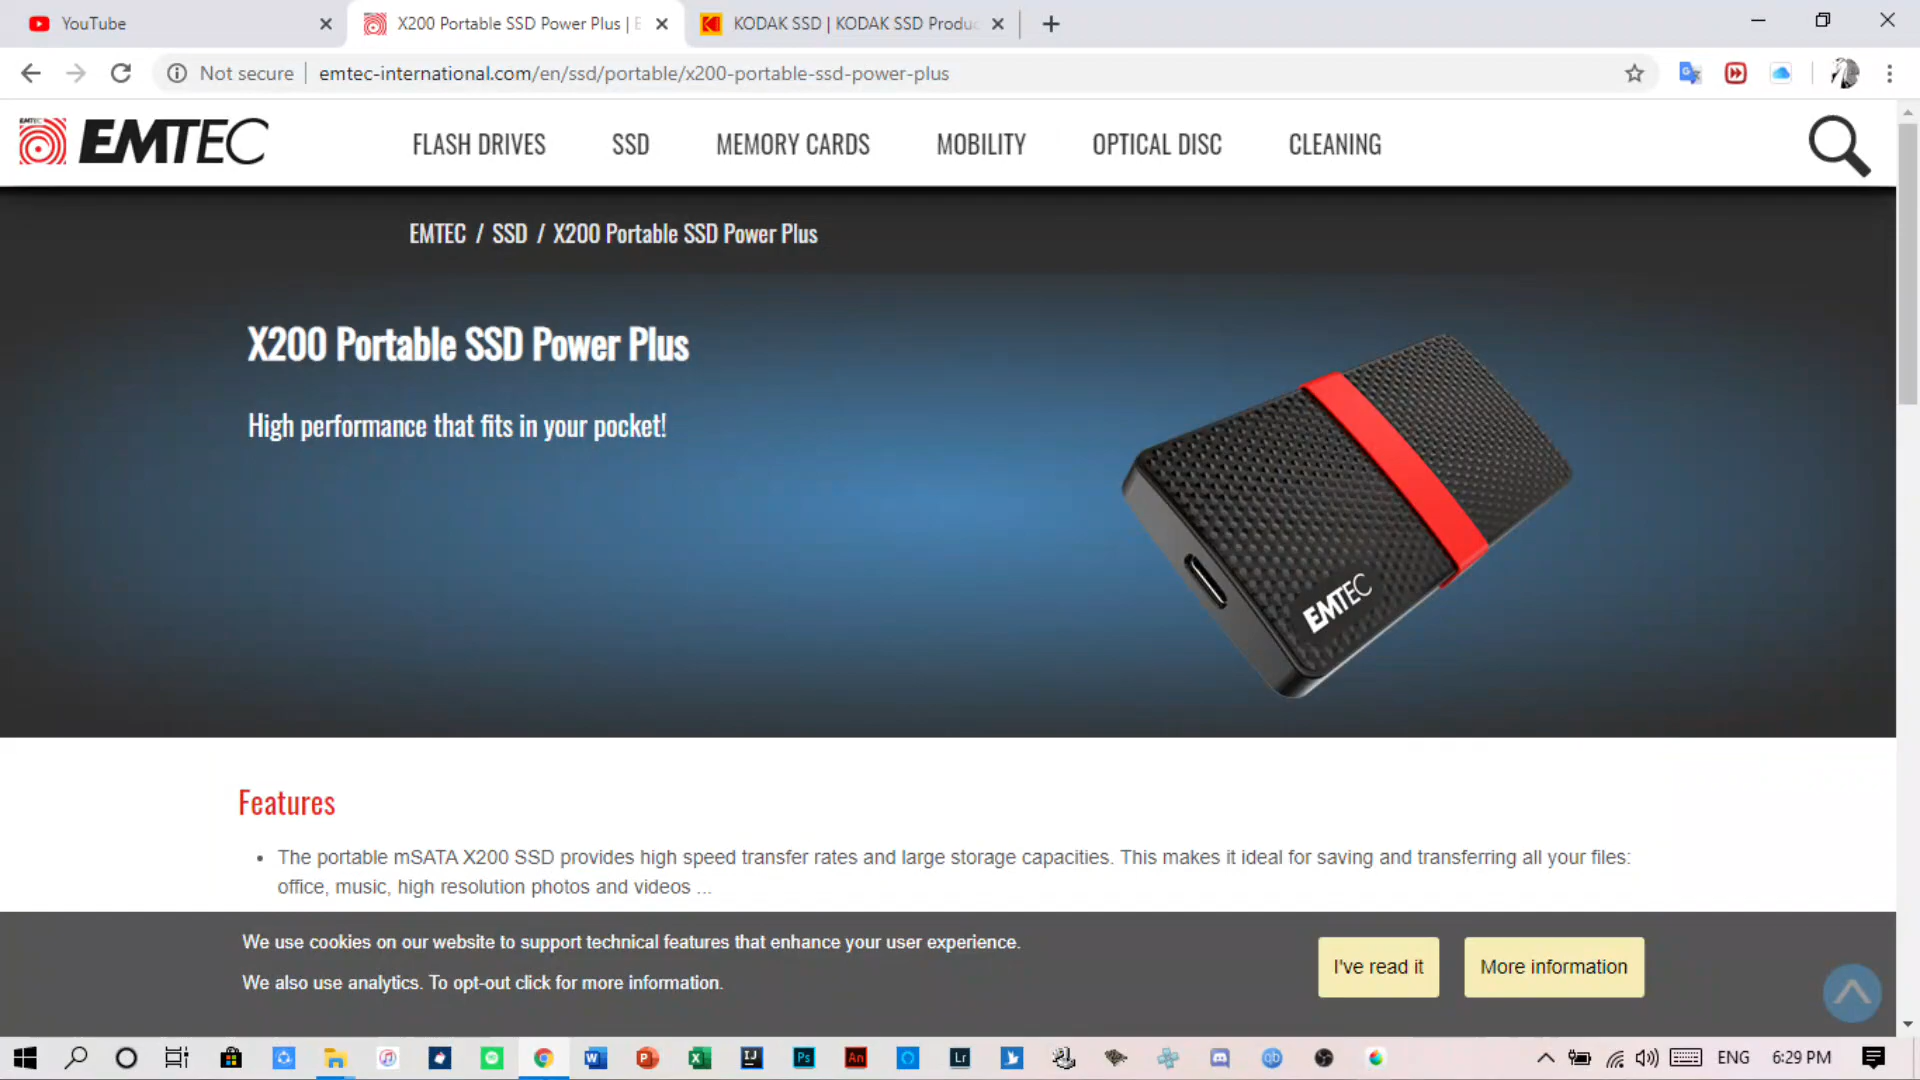 YouTube
X200 Portable SSD Power Plus | E
KODAK SSD | KODAK SSD Produc
Not secure
emtec-international.com/en/ssd/portable/x200-portable-ssd-power-plus
EMTEC
FLASH DRIVES
SSD
MEMORY CARDS
MOBILITY
OPTICAL DISC
CLEANING
EMTEC / SSD / X200 Portable SSD Power Plus
X200 Portable SSD Power Plus
High performance that fits in your pocket!
EMTEC
Features
• The portable mSATA X200 SSD provides high speed transfer rates and large storage capacities. This makes it ideal for saving and transferring all your files:
office, music, high resolution photos and videos ...
We use cookies on our website to support technical features that enhance your user experience.
We also use analytics. To opt-out click for more information.
I've read it
More information
ENG
6:29 PM